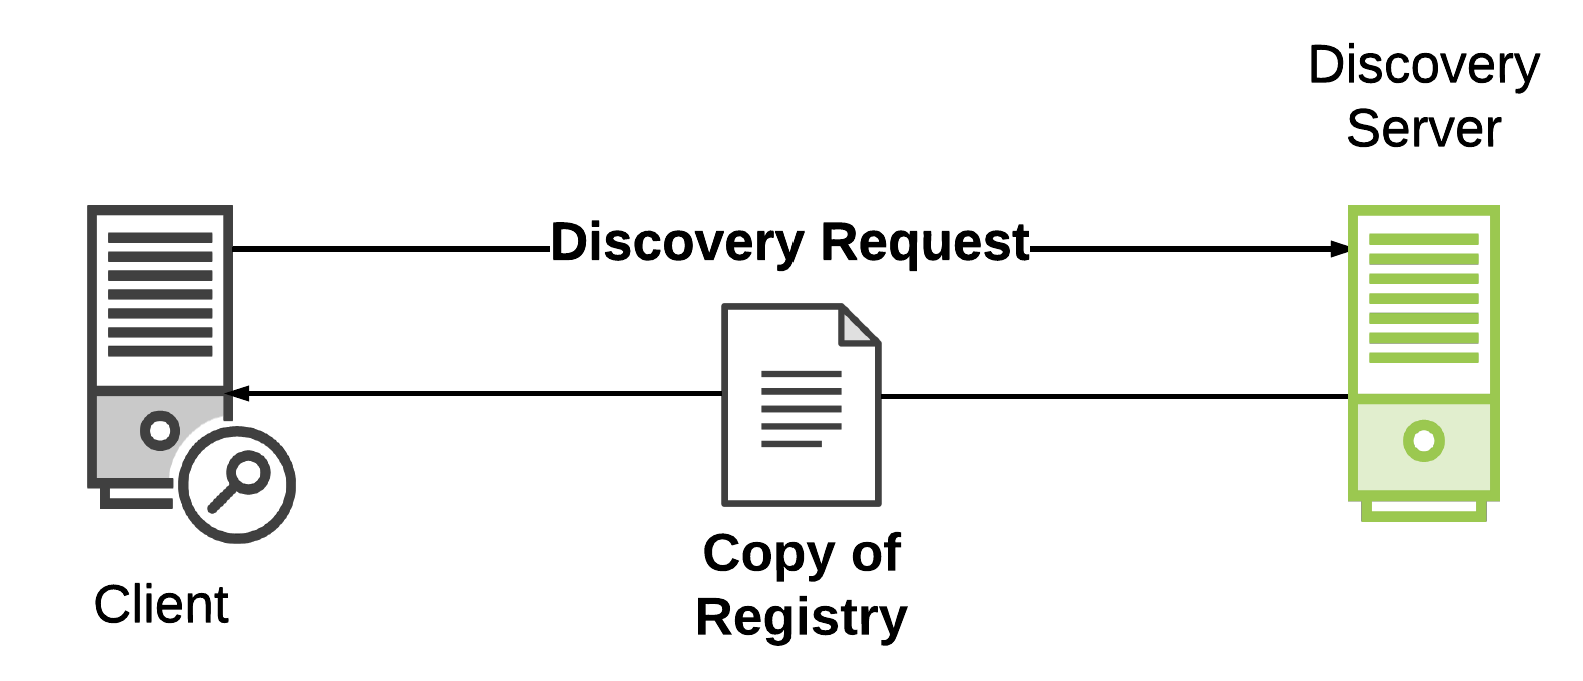 Discovery
Server
Discovery Request
Copy of
Registry
Client